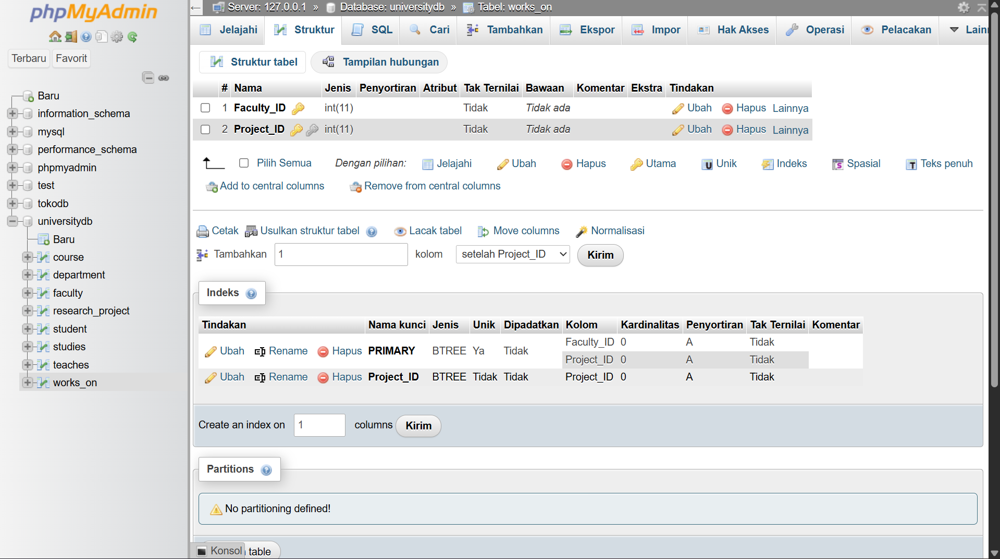 phpMyAdmin
Terbaru Favorit
Baru
information_schema
mysql
performance_schema
phpmyadmin
test
tokodb
universitydb
Baru
course
department
faculty
research_project
student
studies
teaches
works_on
Server: 127.0.0.1 » Database: universitydb » Tabel: works_on
Jelajahi Struktur SQL Cari Tambahkan Ekspor Impor Hak Akses Operasi Pelacakan
Struktur tabel Tampilan hubungan
# Nama Jenis Penyortiran Atribut Tak Ternilai Bawaan Komentar Ekstra Tindakan
1 Faculty_ID int(11) Tidak Tidak ada Ubah Hapus Lainnya
2 Project_ID int(11) Tidak Tidak ada Ubah Hapus Lainnya
Pilih Semua Dengan pilihan: Jelajahi Ubah Hapus Utama Unik Indeks Spasial Teks penuh
Add to central columns Remove from central columns
Cetak Usulkan struktur tabel Lacak tabel Move columns Normalisasi
Tambahkan 1 kolom setelah Project_ID Kirim
Indeks
Tindakan Nama kunci Jenis Unik Dipadatkan Kolom Kardinalitas Penyortiran Tak Ternilai Komentar
Ubah Rename Hapus PRIMARY BTREE Ya Tidak Faculty_ID 0 A Tidak
Project_ID 0 A Tidak
Ubah Rename Hapus Project_ID BTREE Tidak Tidak Project_ID 0 A Tidak
Create an index on 1 columns Kirim
Partitions
No partitioning defined!
Konsol table